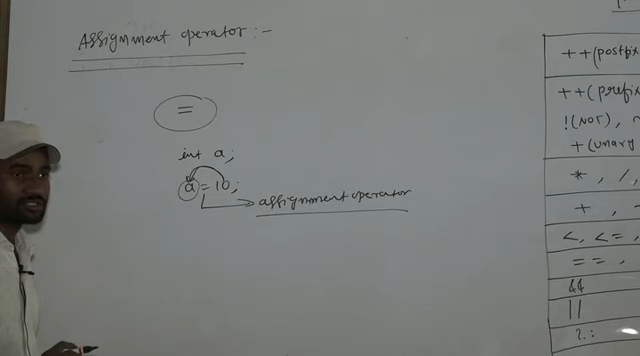 Assignment operator :-
=
int a;
a = 10;
assignment operator
++(postfix
++(prefix
!(NOT), ~
+(unary
* , /,
+ , -
<, <= ,
== ,
&&
||
?: